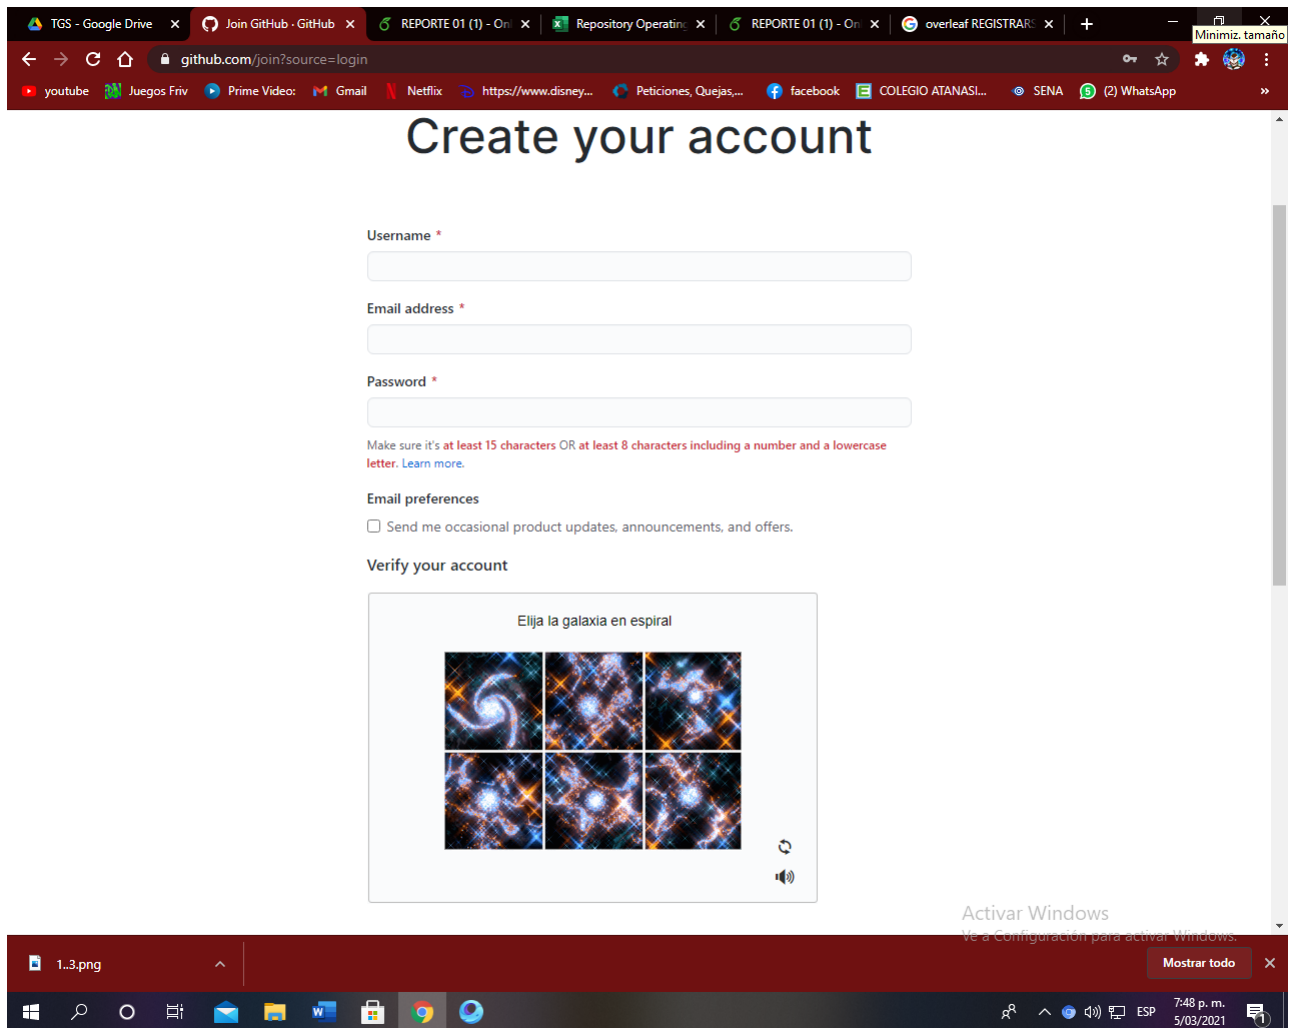 TGS - Google Drive
Join GitHub · GitHub
REPORTE 01 (1) - Onl
Repository Operating
REPORTE 01 (1) - On
overleaf REGISTRARS
Minimiz. tamaño
github.com/join?source=login
youtube
Juegos Friv
Prime Video:
Gmail
Netflix
https://www.disney...
Peticiones, Quejas,...
facebook
COLEGIO ATANASI...
SENA
(2) WhatsApp
»
Create your account
Username *
Email address *
Password *
Make sure it's at least 15 characters OR at least 8 characters including a number and a lowercase
letter. Learn more.
Email preferences
Send me occasional product updates, announcements, and offers.
Verify your account
Elija la galaxia en espiral
Activar Windows
Ve a Configuración para activar Windows.
1..3.png
Mostrar todo
ESP
7:48 p. m.
5/03/2021
1